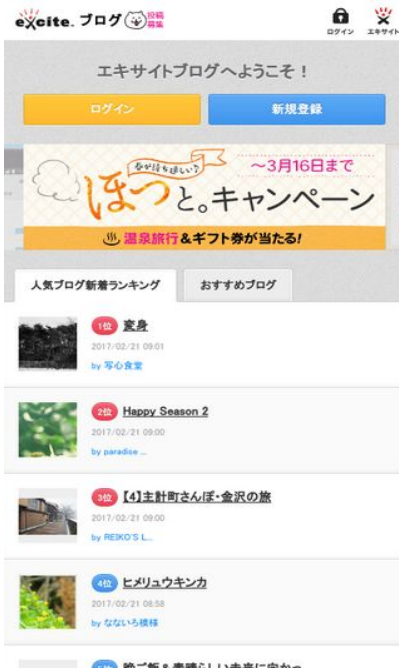 excite. ブログ 投稿募集
ログイン エキサイト
エキサイトブログへようこそ！
ログイン 新規登録
春が待ち遠しい♪
〜3月16日まで
ほっと。キャンペーン
温泉旅行&ギフト券が当たる!
人気ブログ新着ランキング おすすめブログ
1位 変身
2017/02/21 09:01
by 写心食堂
2位 Happy Season 2
2017/02/21 09:00
by paradise ...
3位 【4】主計町さんぽ・金沢の旅
2017/02/21 09:00
by REIKO'S L...
4位 ヒメリュウキンカ
2017/02/21 08:58
by なないろ模様